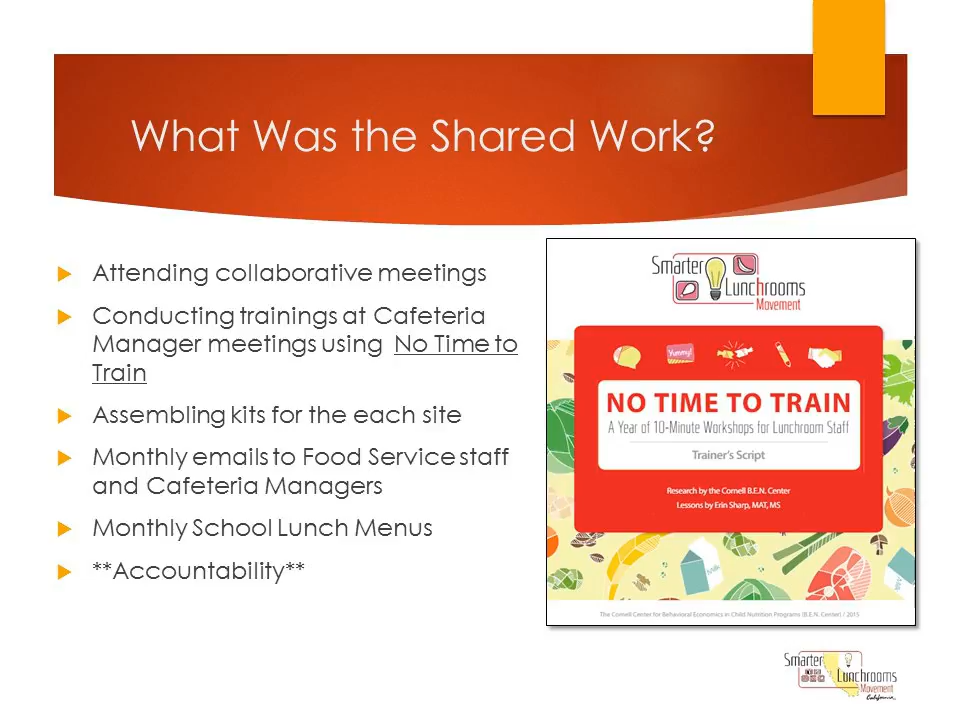 What Was the Shared Work?
Attending collaborative meetings
Conducting trainings at Cafeteria
Manager meetings using No Time to
Train
Assembling kits for the each site
Monthly emails to Food Service staff
and Cafeteria Managers
Monthly School Lunch Menus
**Accountability**
Smarter
Lunchrooms
Movement
Yummy!
NO TIME TO TRAIN
A Year of 10-Minute Workshops for Lunchroom Staff
Trainer's Script
Research by the Cornell B.E.N. Center
Lessons by Erin Sharp, MAT, MS
The Cornell Center for Behavioral Economics in Child Nutrition Programs (B.E.N. Center) / 2015
Smarter
Lunchrooms
Movement
California